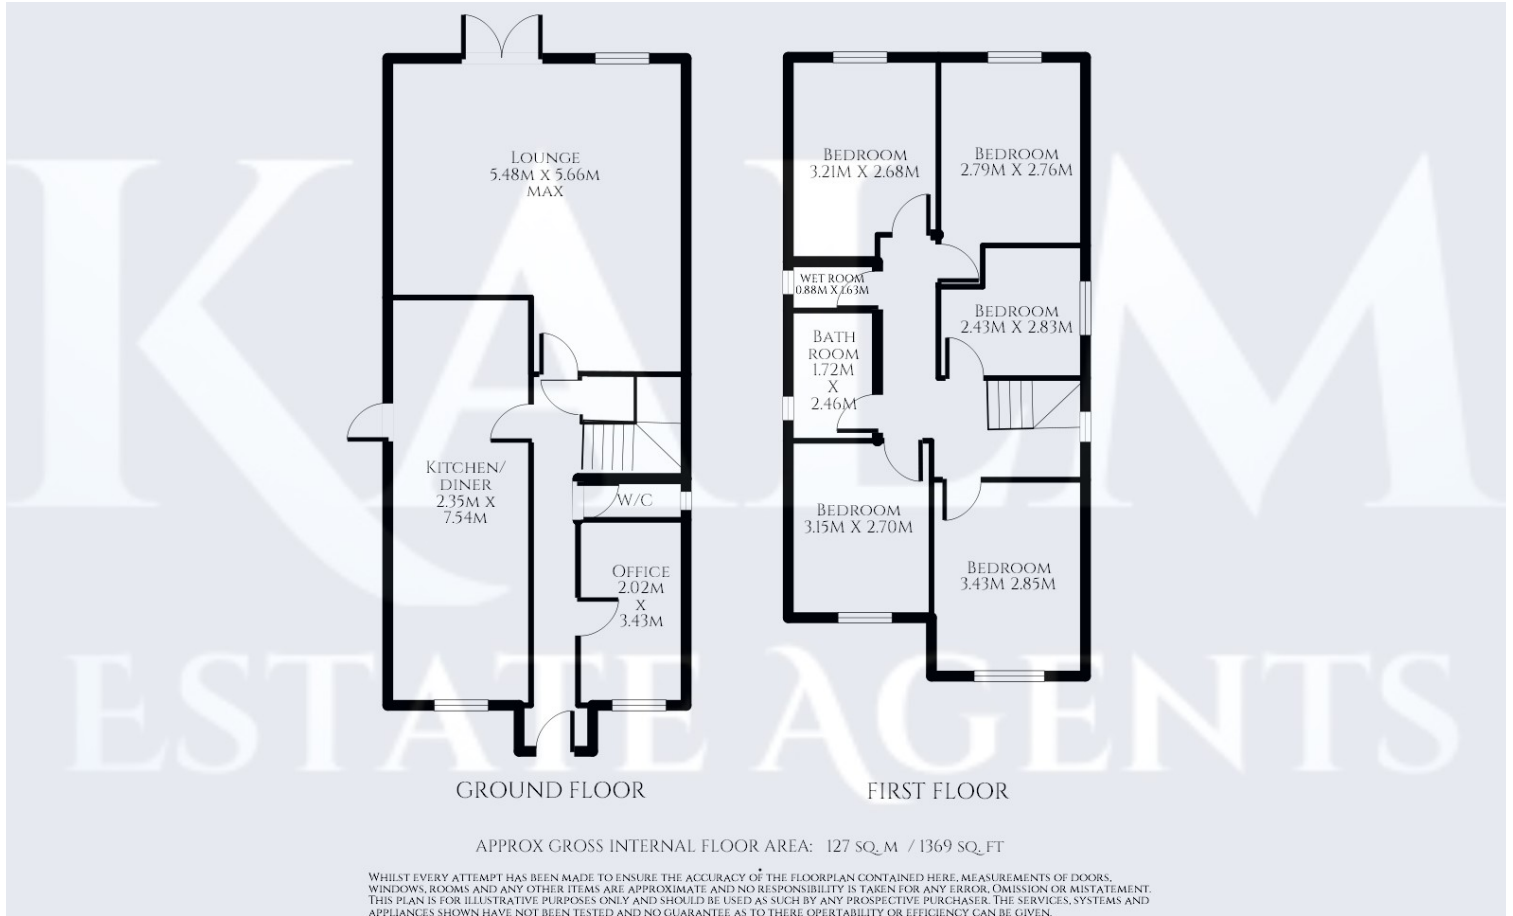 LOUNGE
5.48M X 5.66M
MAX
KITCHEN/
DINER
2.35M X
7.54M
W/C
OFFICE
2.02M
X
3.43M
GROUND FLOOR
BEDROOM
3.21M X 2.68M
BEDROOM
2.79M X 2.76M
WET ROOM
0.88M X 1.63M
BATH
ROOM
1.72M
X
2.46M
BEDROOM
2.43M X 2.83M
BEDROOM
3.15M X 2.70M
BEDROOM
3.43M 2.85M
FIRST FLOOR
KALM
ESTATE AGENTS
APPROX GROSS INTERNAL FLOOR AREA: 127 SQ. M / 1369 SQ. FT
WHILST EVERY ATTEMPT HAS BEEN MADE TO ENSURE THE ACCURACY OF THE FLOORPLAN CONTAINED HERE, MEASUREMENTS OF DOORS,
WINDOWS, ROOMS AND ANY OTHER ITEMS ARE APPROXIMATE AND NO RESPONSIBILITY IS TAKEN FOR ANY ERROR, OMISSION OR MISTATEMENT.
THIS PLAN IS FOR ILLUSTRATIVE PURPOSES ONLY AND SHOULD BE USED AS SUCH BY ANY PROSPECTIVE PURCHASER. THE SERVICES, SYSTEMS AND
APPLIANCES SHOWN HAVE NOT BEEN TESTED AND NO GUARANTEE AS TO THERE OPERTABILITY OR EFFICIENCY CAN BE GIVEN.